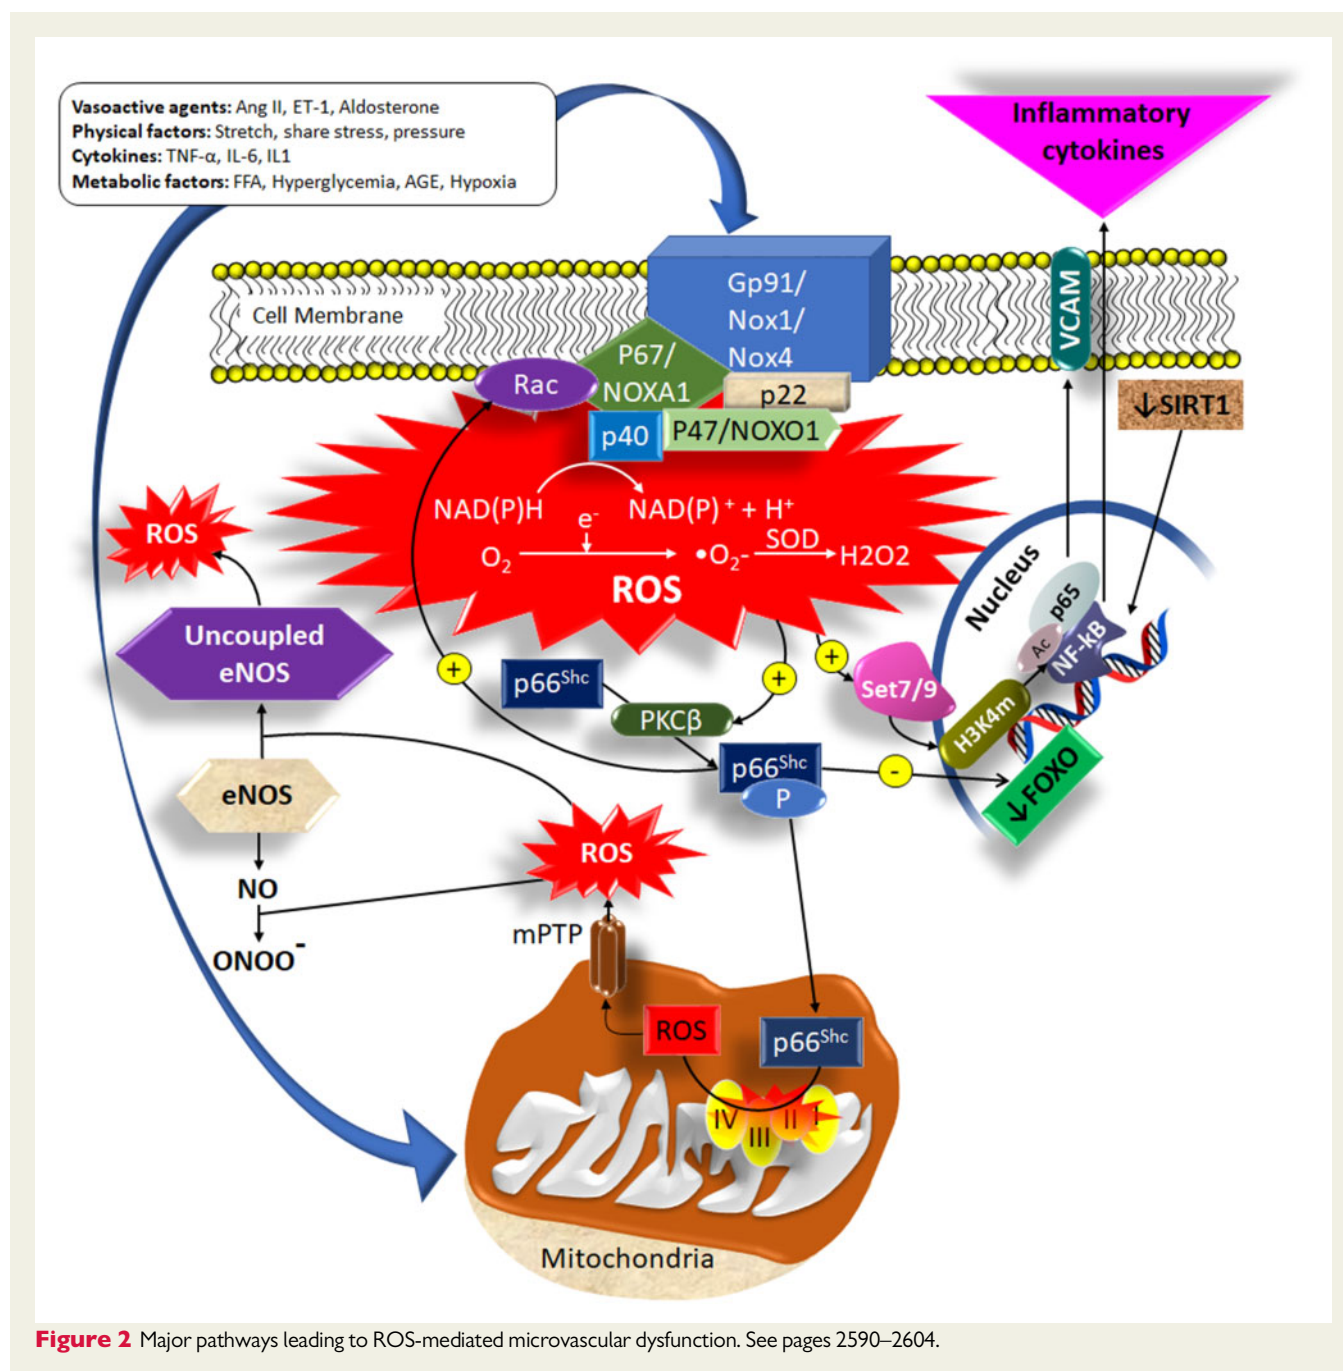 Vasoactive agents: Ang II, ET-1, Aldosterone
Physical factors: Stretch, share stress, pressure
Cytokines: TNF-α, IL-6, IL1
Metabolic factors: FFA, Hyperglycemia, AGE, Hypoxia
Inflammatory
cytokines
Cell Membrane
Gp91/
Nox1/
Nox4
VCAM
P67/
NOXA1
Rac
p22
p40
P47/NOXO1
↓SIRT1
NAD(P)H
NAD(P)⁺ + H⁺
e⁻
O₂
•O₂-
SOD
H2O2
ROS
ROS
Nucleus
p65
Ac
NF-kB
Uncoupled
eNOS
+
+
+
p66ˢʰᶜ
PKCβ
Set7/9
H3K4m
p66ˢʰᶜ
P
-
↓FOXO
eNOS
ROS
NO
ONOO⁻
mPTP
ROS
p66ˢʰᶜ
IV
III
II
I
Mitochondria
Figure 2 Major pathways leading to ROS-mediated microvascular dysfunction. See pages 2590–2604.